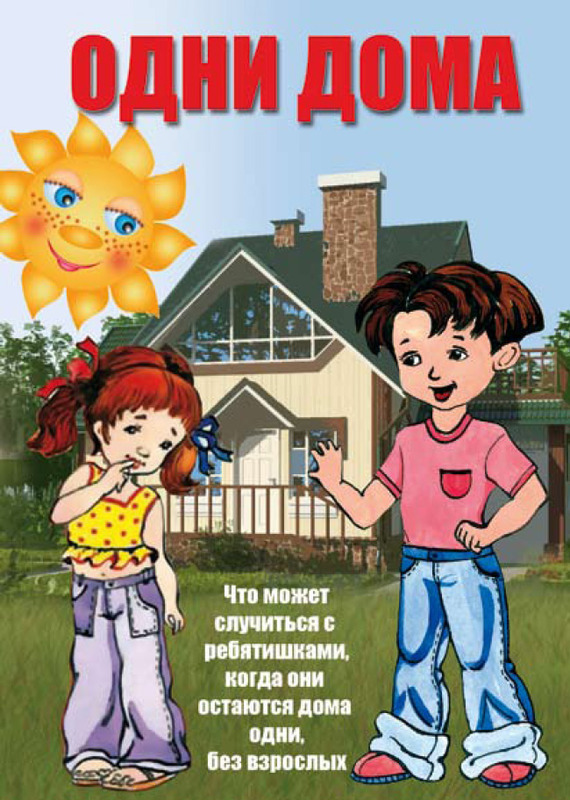 ОДНИ ДОМА
Что может
случиться с
ребятишками,
когда они
остаются дома
одни,
без взрослых